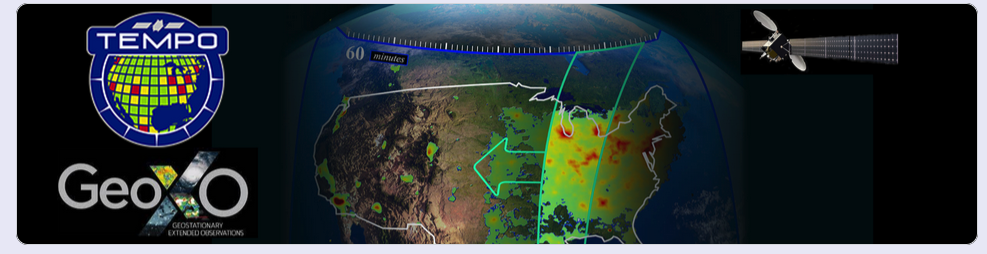 TEMPO
60 minutes
GeoXO
GEOSTATIONARY
EXTENDED OBSERVATIONS